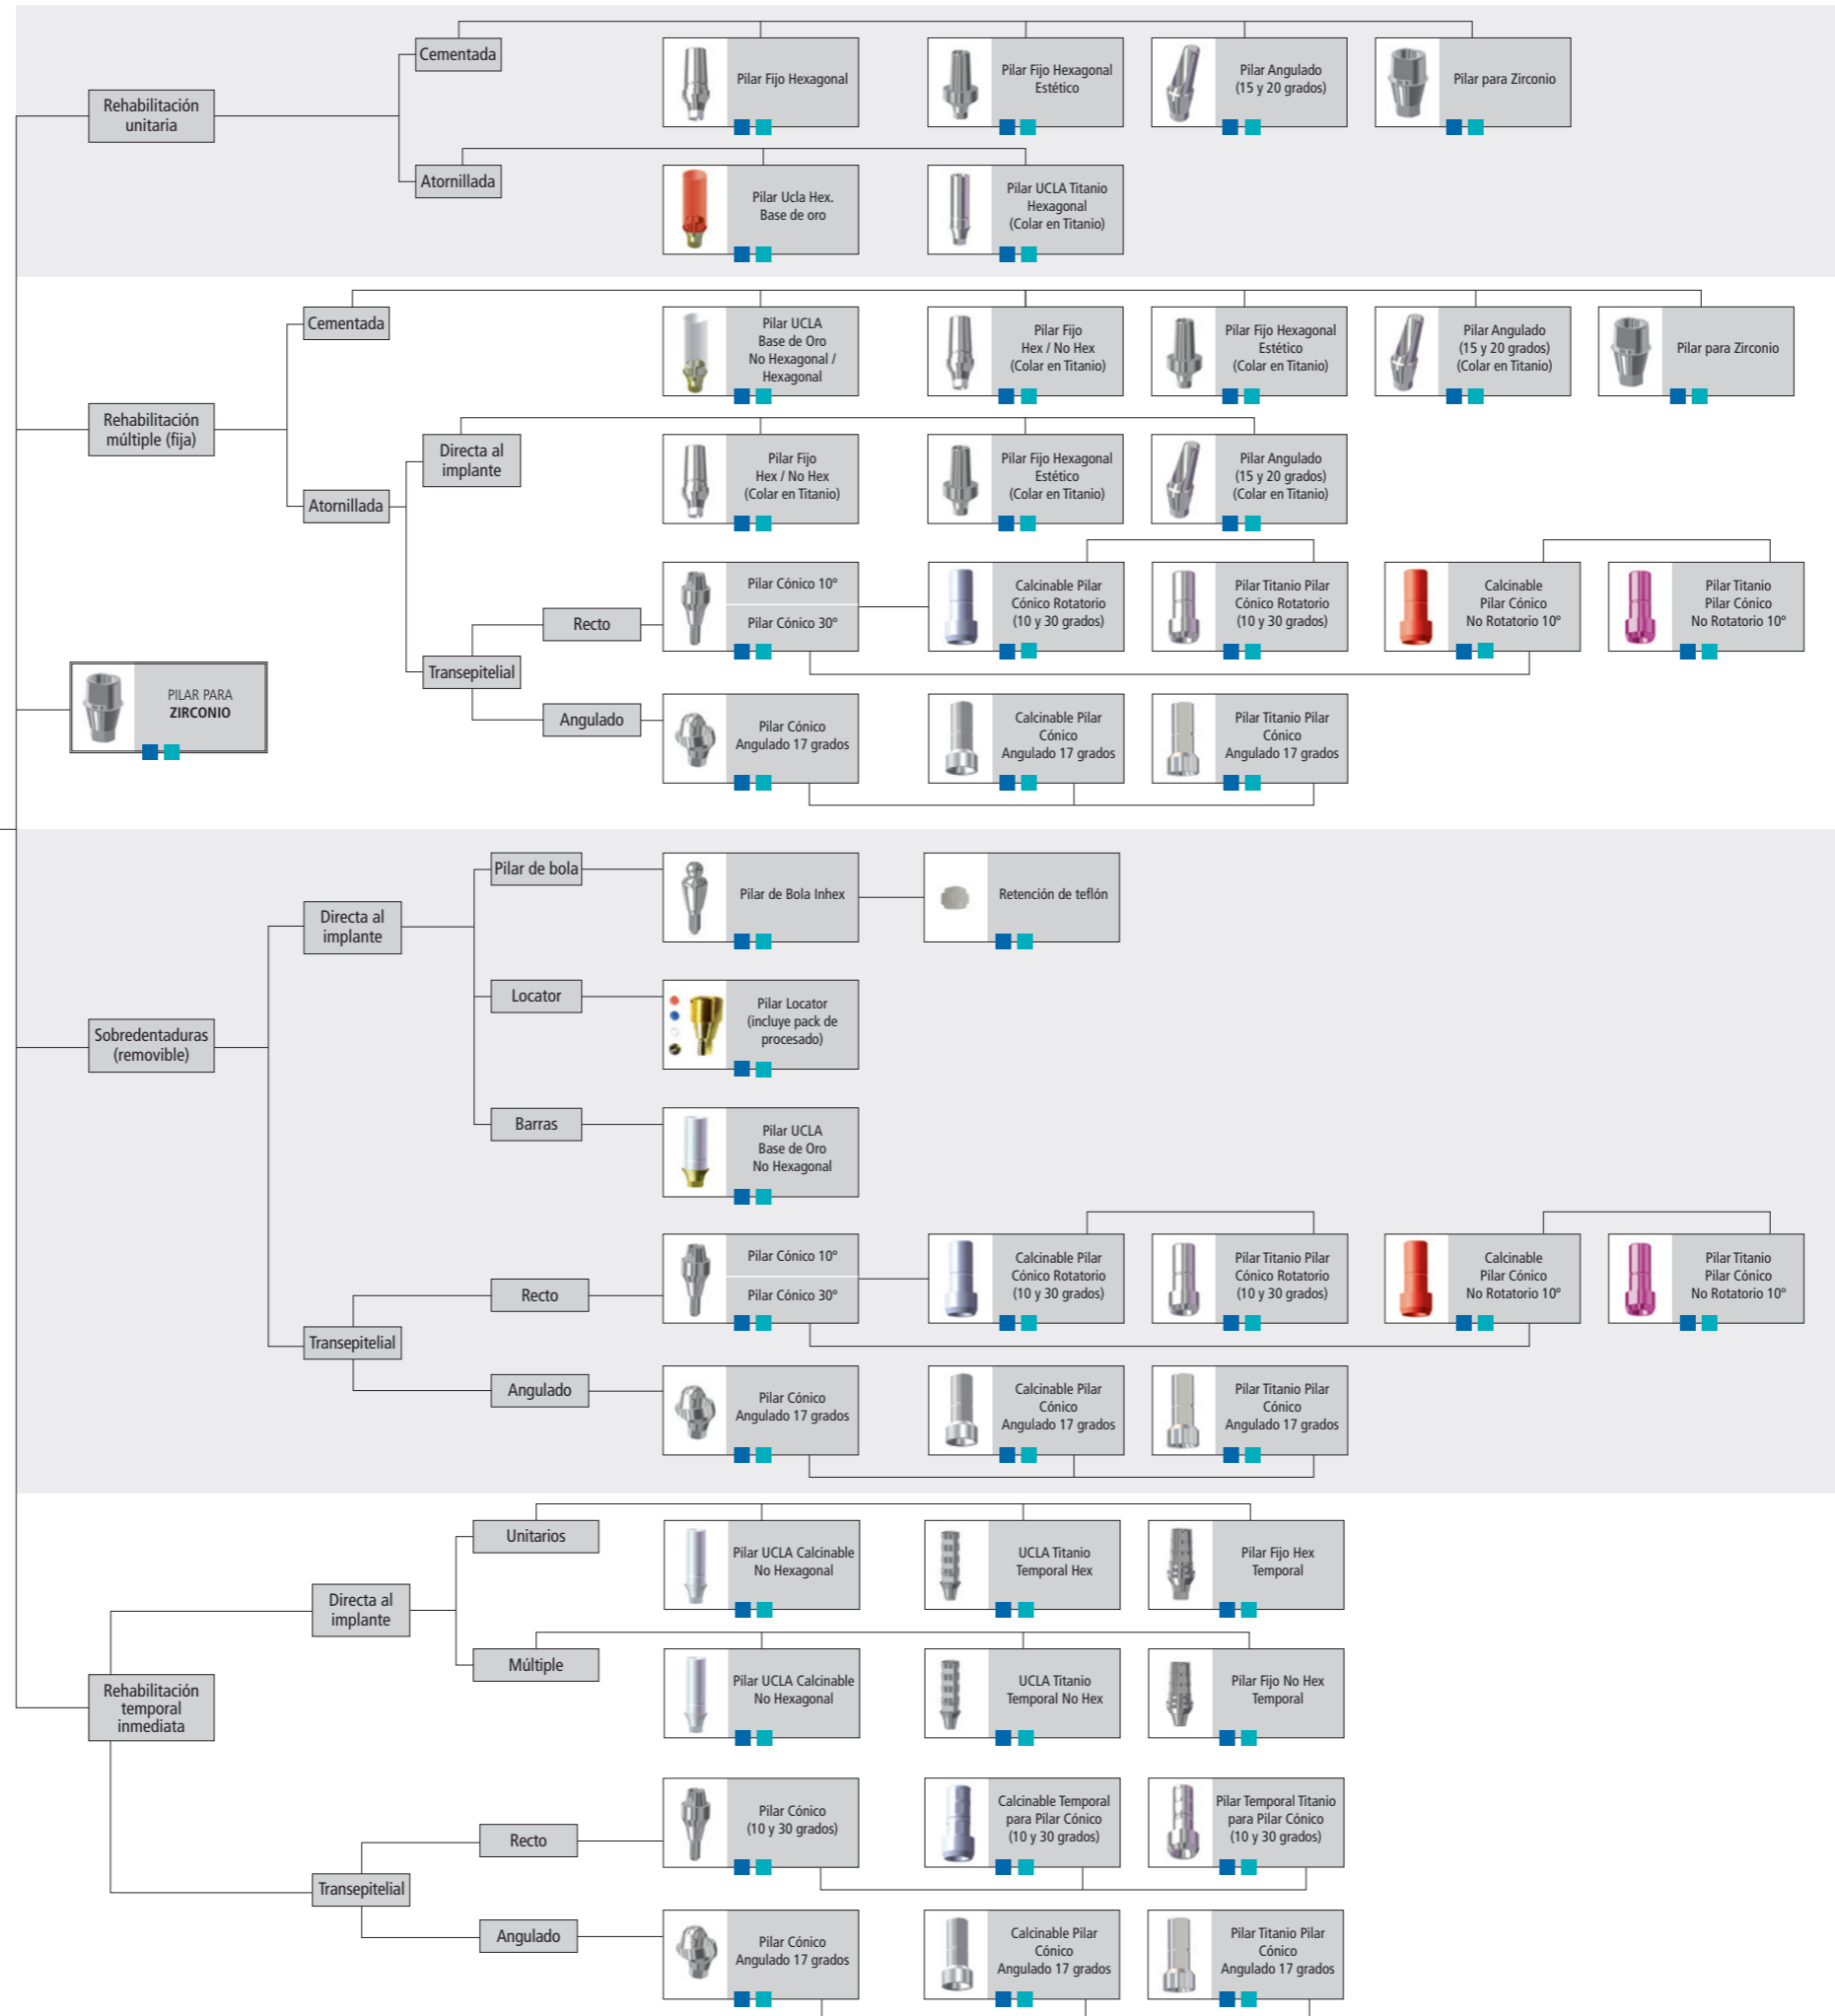 Cementada
Pilar Fijo Hexagonal
Pilar Fijo Hexagonal
Estético
Pilar Angulado
(15 y 20 grados)
Pilar para Zirconio
Rehabilitación
unitaria
Atornillada
Pilar Ucla Hex.
Base de oro
Pilar UCLA Titanio
Hexagonal
(Colar en Titanio)
Cementada
Pilar UCLA
Base de Oro
No Hexagonal /
Hexagonal
Pilar Fijo
Hex / No Hex
(Colar en Titanio)
Pilar Fijo Hexagonal
Estético
(Colar en Titanio)
Pilar Angulado
(15 y 20 grados)
(Colar en Titanio)
Pilar para Zirconio
Rehabilitación
múltiple (fija)
Atornillada
Directa al
implante
Pilar Fijo
Hex / No Hex
(Colar en Titanio)
Pilar Fijo Hexagonal
Estético
(Colar en Titanio)
Pilar Angulado
(15 y 20 grados)
(Colar en Titanio)
Transepitelial
Recto
Pilar Cónico 10º
Pilar Cónico 30º
Calcinable Pilar
Cónico Rotatorio
(10 y 30 grados)
Pilar Titanio Pilar
Cónico Rotatorio
(10 y 30 grados)
Calcinable
Pilar Cónico
No Rotatorio 10º
Pilar Titanio
Pilar Cónico
No Rotatorio 10º
Angulado
Pilar Cónico
Angulado 17 grados
Calcinable Pilar
Cónico
Angulado 17 grados
Pilar Titanio Pilar
Cónico
Angulado 17 grados
PILAR PARA
ZIRCONIO
Sobredentaduras
(removible)
Directa al
implante
Pilar de bola
Pilar de Bola Inhex
Retención de teflón
Locator
Pilar Locator
(incluye pack de
procesado)
Barras
Pilar UCLA
Base de Oro
No Hexagonal
Transepitelial
Recto
Pilar Cónico 10º
Pilar Cónico 30º
Calcinable Pilar
Cónico Rotatorio
(10 y 30 grados)
Pilar Titanio Pilar
Cónico Rotatorio
(10 y 30 grados)
Calcinable
Pilar Cónico
No Rotatorio 10º
Pilar Titanio
Pilar Cónico
No Rotatorio 10º
Angulado
Pilar Cónico
Angulado 17 grados
Calcinable Pilar
Cónico
Angulado 17 grados
Pilar Titanio Pilar
Cónico
Angulado 17 grados
Rehabilitación
temporal
inmediata
Directa al
implante
Unitarios
Pilar UCLA Calcinable
No Hexagonal
UCLA Titanio
Temporal Hex
Pilar Fijo Hex
Temporal
Múltiple
Pilar UCLA Calcinable
No Hexagonal
UCLA Titanio
Temporal No Hex
Pilar Fijo No Hex
Temporal
Transepitelial
Recto
Pilar Cónico
(10 y 30 grados)
Calcinable Temporal
para Pilar Cónico
(10 y 30 grados)
Pilar Temporal Titanio
para Pilar Cónico
(10 y 30 grados)
Angulado
Pilar Cónico
Angulado 17 grados
Calcinable Pilar
Cónico
Angulado 17 grados
Pilar Titanio Pilar
Cónico
Angulado 17 grados